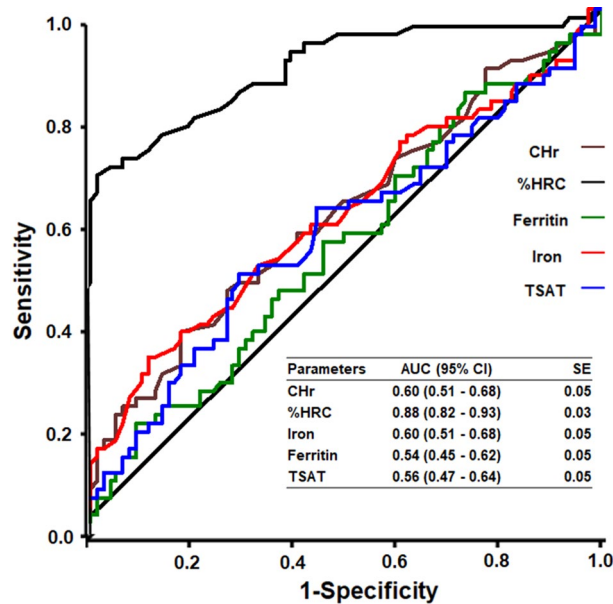 1.0
0.8
0.6
0.4
0.2
0.0
Sensitivity
CHr
%HRC
Ferritin
Iron
TSAT
Parameters AUC (95% CI) SE
CHr 0.60 (0.51 - 0.68) 0.05
%HRC 0.88 (0.82 - 0.93) 0.03
Iron 0.60 (0.51 - 0.68) 0.05
Ferritin 0.54 (0.45 - 0.62) 0.05
TSAT 0.56 (0.47 - 0.64) 0.05
0.2 0.4 0.6 0.8 1.0
1-Specificity